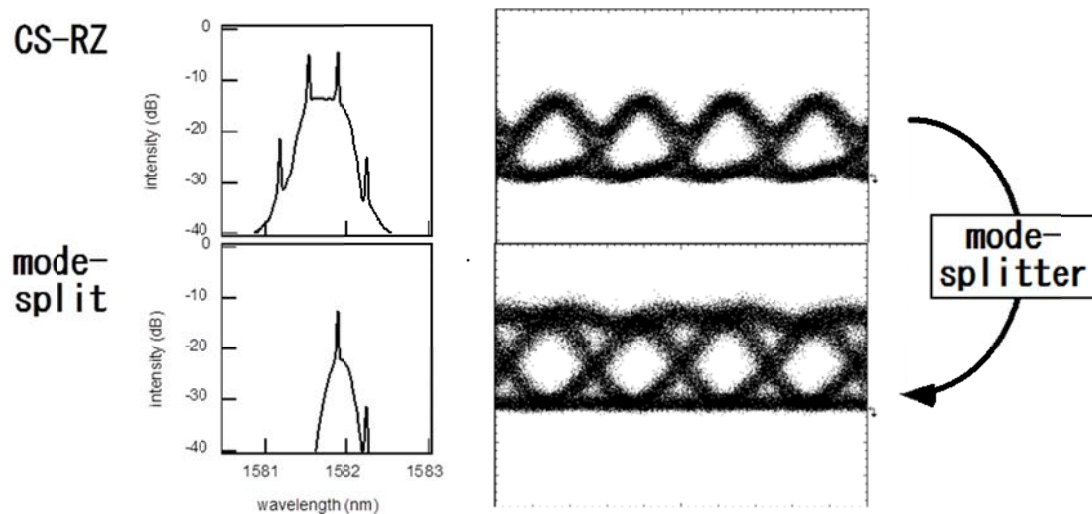 CS-RZ
0
-10
-20
-30
-40
intensity (dB)
mode-
split
0
-10
-20
-30
-40
intensity (dB)
1581 1582 1583
wavelength (nm)
mode-
splitter